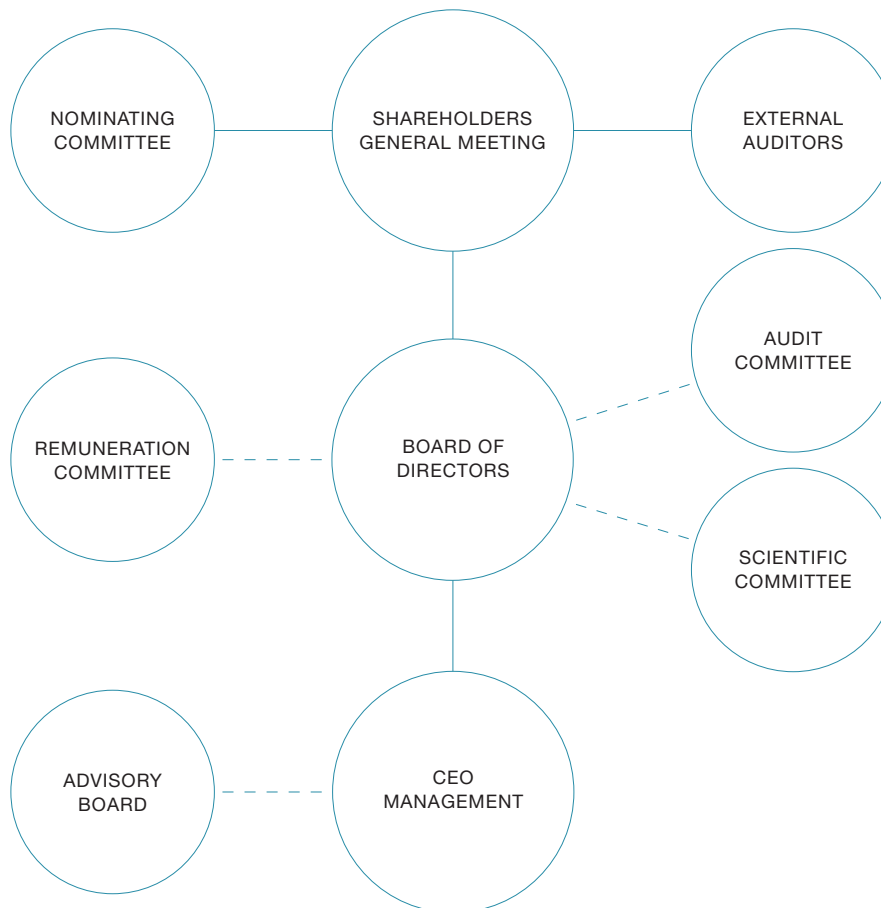 NOMINATING
COMMITTEE
SHAREHOLDERS
GENERAL MEETING
EXTERNAL
AUDITORS
AUDIT
COMMITTEE
REMUNERATION
COMMITTEE
BOARD OF
DIRECTORS
SCIENTIFIC
COMMITTEE
ADVISORY
BOARD
CEO
MANAGEMENT